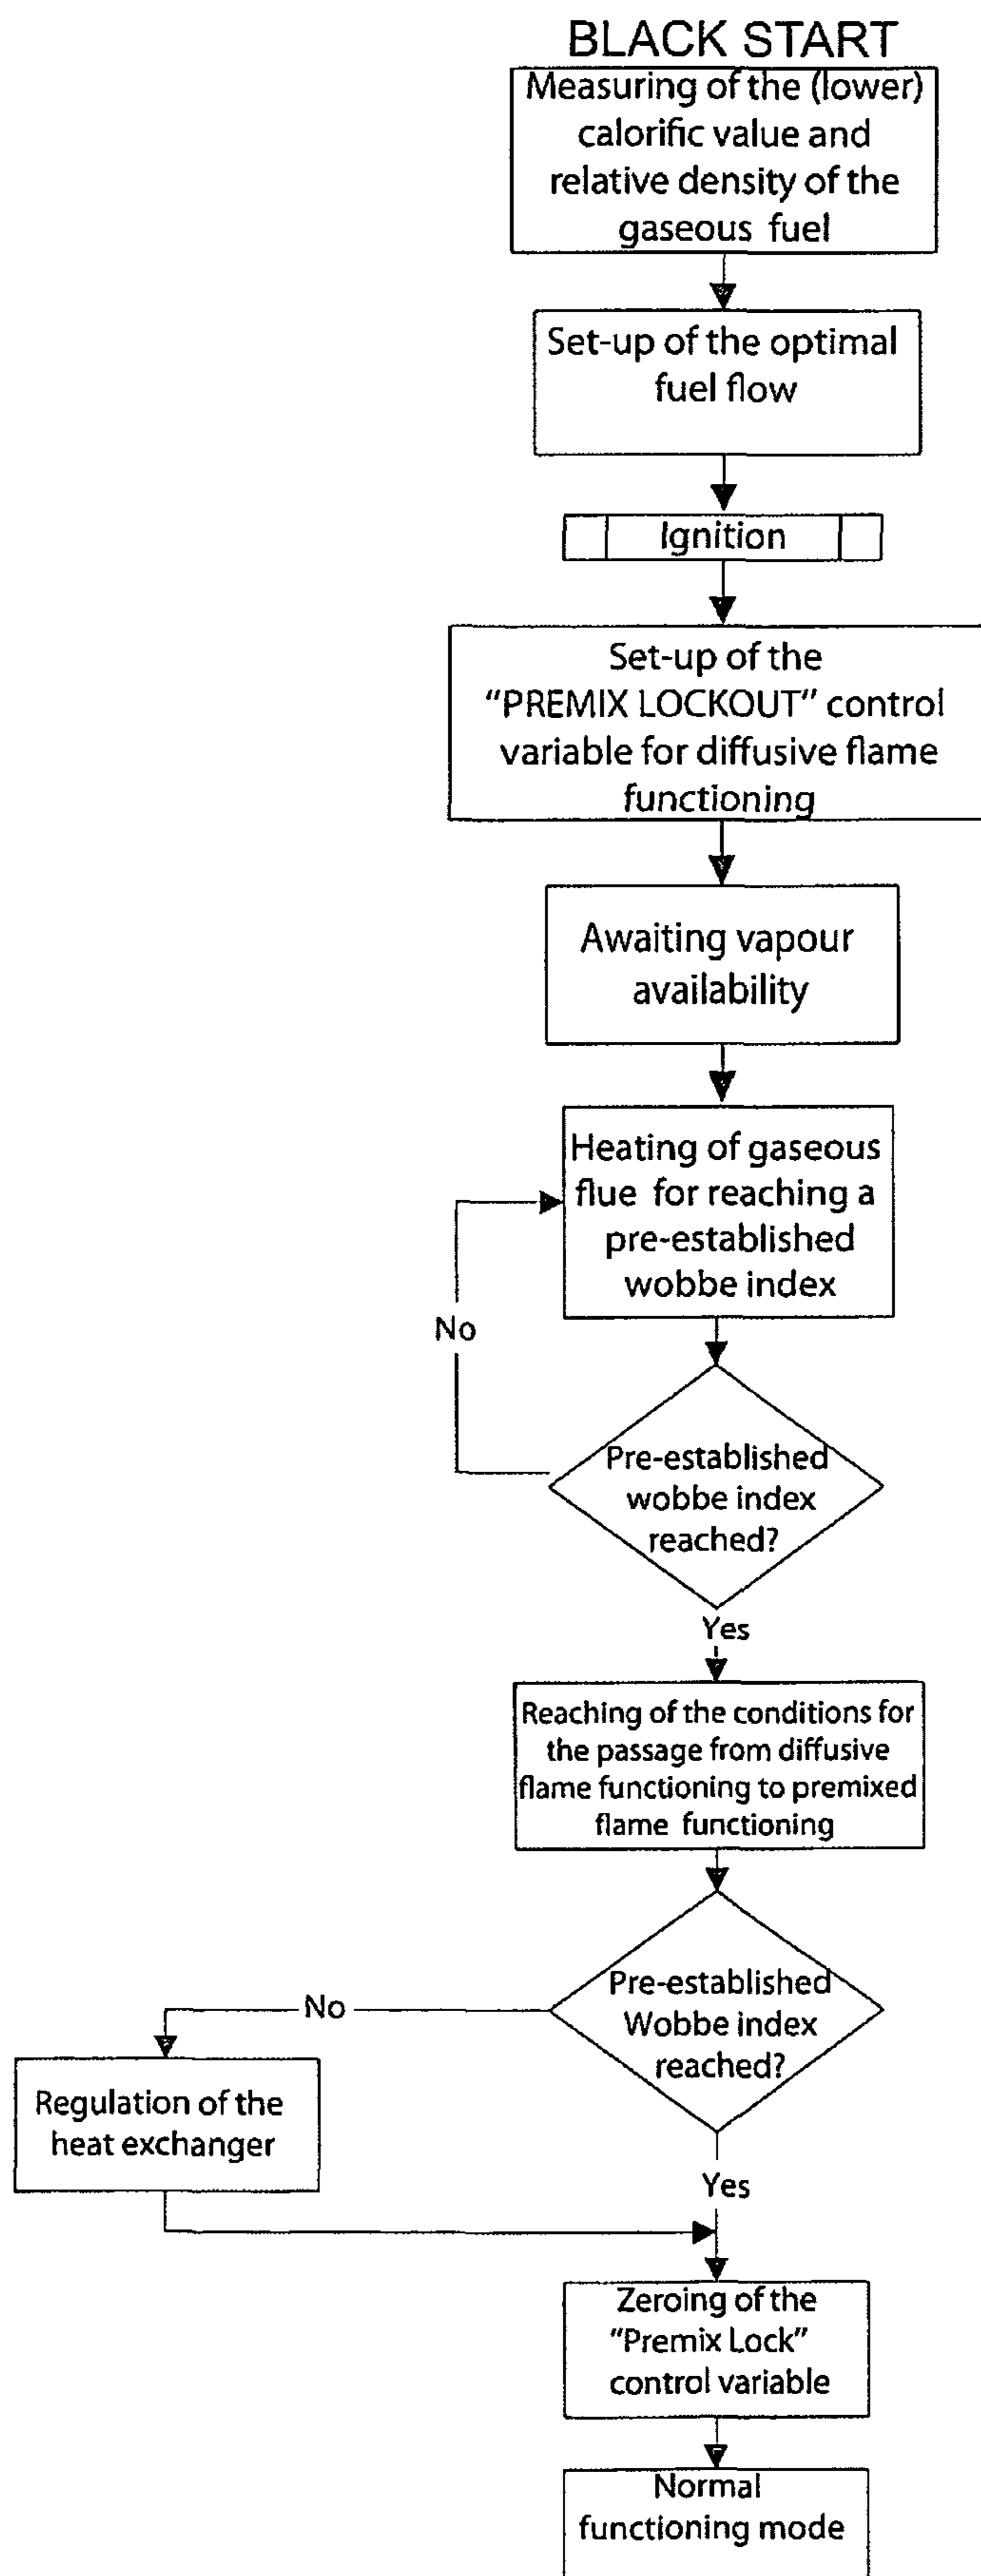 BLACK START
Measuring of the (lower)
calorific value and
relative density of the
gaseous fuel
Set-up of the optimal
fuel flow
Ignition
Set-up of the
“PREMIX LOCKOUT” control
variable for diffusive flame
functioning
Awaiting vapour
availability
Heating of gaseous
flue for reaching a
pre-established
wobbe index
No
Pre-established
wobbe index
reached?
Yes
Reaching of the conditions for
the passage from diffusive
flame functioning to premixed
flame functioning
Pre-established
Wobbe index
reached?
No
Regulation of the
heat exchanger
Yes
Zeroing of the
“Premix Lock”
control variable
Normal
functioning mode